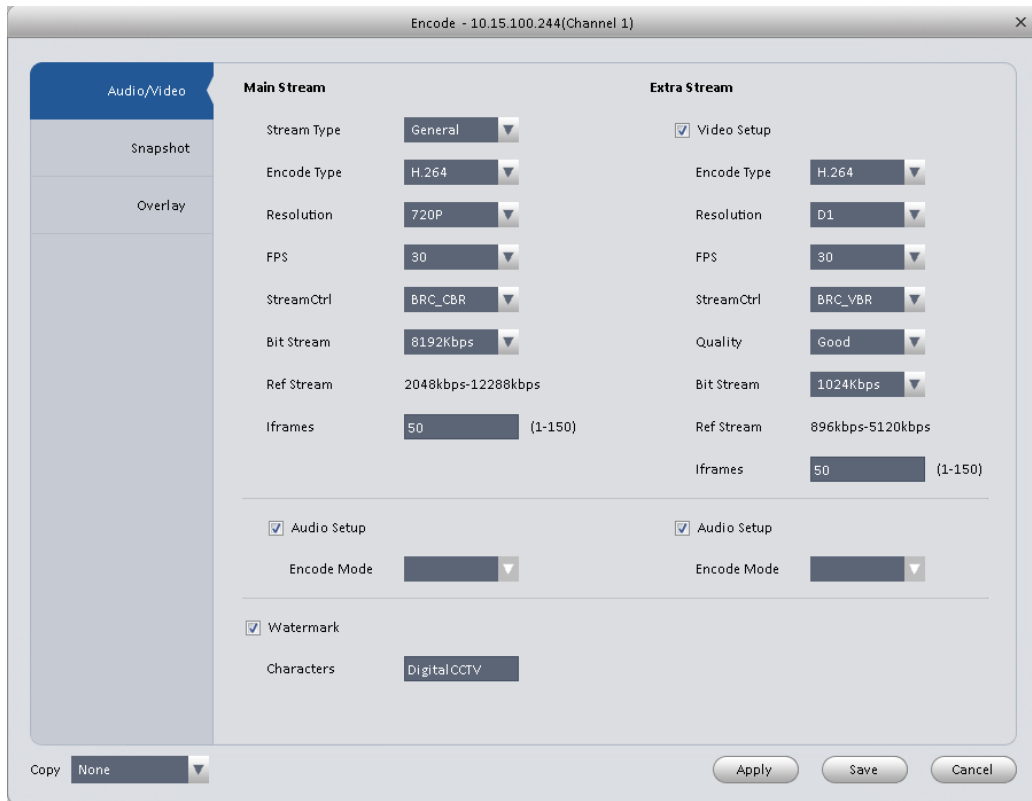 Encode - 10.15.100.244(Channel 1)
Audio/Video
Snapshot
Overlay
Main Stream
Stream Type General
Encode Type H.264
Resolution 720P
FPS 30
StreamCtrl BRC_CBR
Bit Stream 8192Kbps
Ref Stream 2048kbps-12288kbps
Iframes 50 (1-150)
Extra Stream
Video Setup
Encode Type H.264
Resolution D1
FPS 30
StreamCtrl BRC_VBR
Quality Good
Bit Stream 1024Kbps
Ref Stream 896kbps-5120kbps
Iframes 50 (1-150)
Audio Setup
Encode Mode
Audio Setup
Encode Mode
Watermark
Characters DigitalCCTV
Copy None
Apply Save Cancel